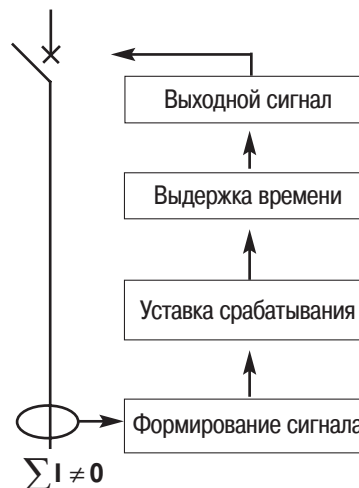 Выходной сигнал
Выдержка времени
Уставка срабатывания
Формирование сигнала
∑I ≠ 0